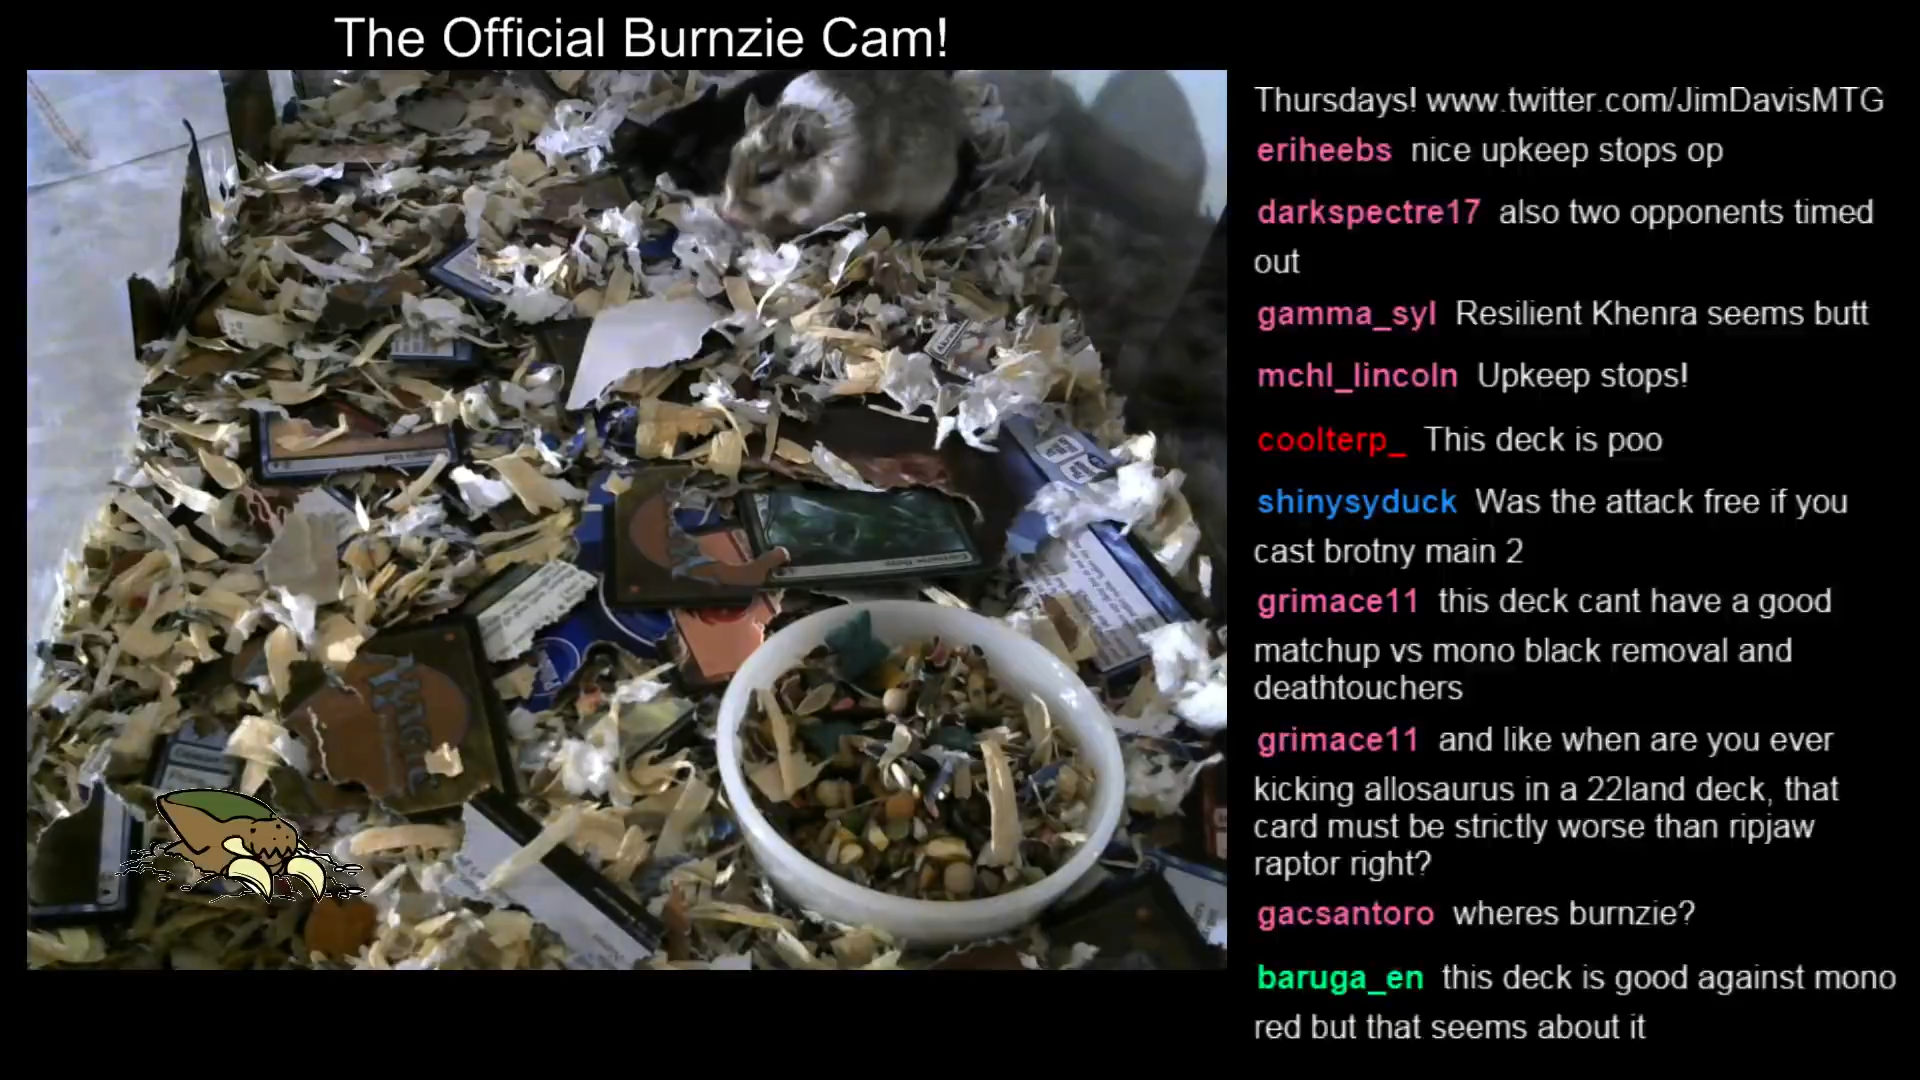 The Official Burnzie Cam!
Thursdays! www.twitter.com/JimDavisMTG
eriheebs nice upkeep stops op
darkspectre17 also two opponents timed
out
gamma_syl Resilient Khenra seems butt
mchl_lincoln Upkeep stops!
coolterp_ This deck is poo
shinysyduck Was the attack free if you
cast brotny main 2
grimace11 this deck cant have a good
matchup vs mono black removal and
deathtouchers
grimace11 and like when are you ever
kicking allosaurus in a 22land deck, that
card must be strictly worse than ripjaw
raptor right?
gacsantoro wheres burnzie?
baruga_en this deck is good against mono
red but that seems about it
MAGIC